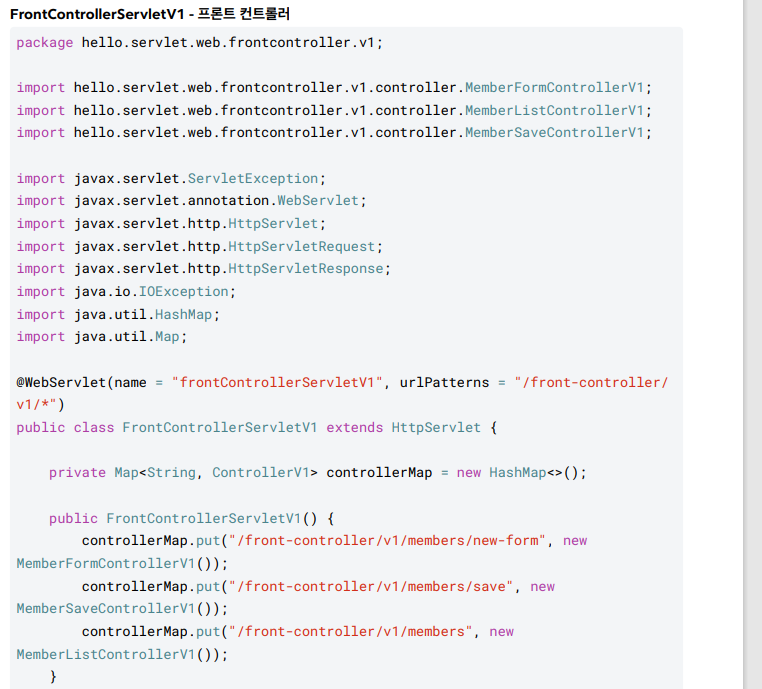 FrontControllerServletV1 - 프론트 컨트롤러
package hello.servlet.web.frontcontroller.v1;
import hello.servlet.web.frontcontroller.v1.controller.MemberFormControllerV1;
import hello.servlet.web.frontcontroller.v1.controller.MemberListControllerV1;
import hello.servlet.web.frontcontroller.v1.controller.MemberSaveControllerV1;
import javax.servlet.ServletException;
import javax.servlet.annotation.WebServlet;
import javax.servlet.http.HttpServlet;
import javax.servlet.http.HttpServletRequest;
import javax.servlet.http.HttpServletResponse;
import java.io.IOException;
import java.util.HashMap;
import java.util.Map;
@WebServlet(name = "frontControllerServletV1", urlPatterns = "/front-controller/
v1/*")
public class FrontControllerServletV1 extends HttpServlet {
    private Map<String, ControllerV1> controllerMap = new HashMap<>();
    public FrontControllerServletV1() {
        controllerMap.put("/front-controller/v1/members/new-form", new
MemberFormControllerV1());
        controllerMap.put("/front-controller/v1/members/save", new
MemberSaveControllerV1());
        controllerMap.put("/front-controller/v1/members", new
MemberListControllerV1());
    }